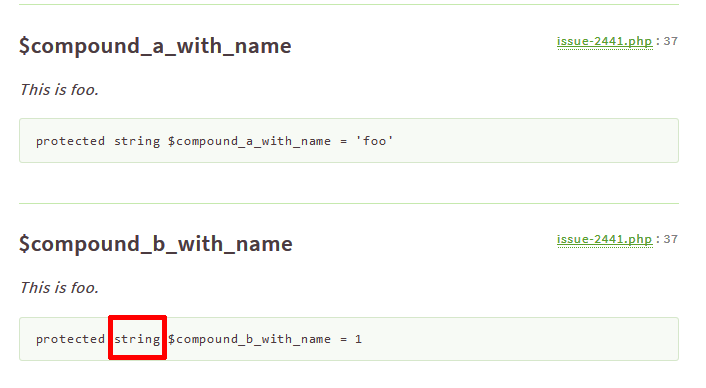 $compound_a_with_name issue-2441.php : 37
This is foo.
protected string $compound_a_with_name = 'foo'
$compound_b_with_name issue-2441.php : 37
This is foo.
protected string $compound_b_with_name = 1